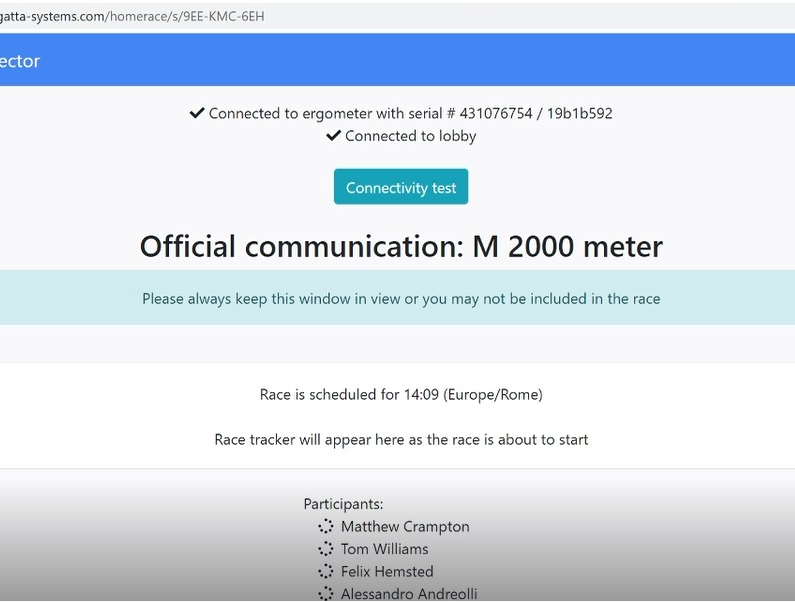 gatta-systems.com/homerace/s/9EE-KMC-6EH
ector
Connected to ergometer with serial # 431076754 / 19b1b592
Connected to lobby
Connectivity test
Official communication: M 2000 meter
Please always keep this window in view or you may not be included in the race
Race is scheduled for 14:09 (Europe/Rome)
Race tracker will appear here as the race is about to start
Participants:
Matthew Crampton
Tom Williams
Felix Hemsted
Alessandro Andreolli